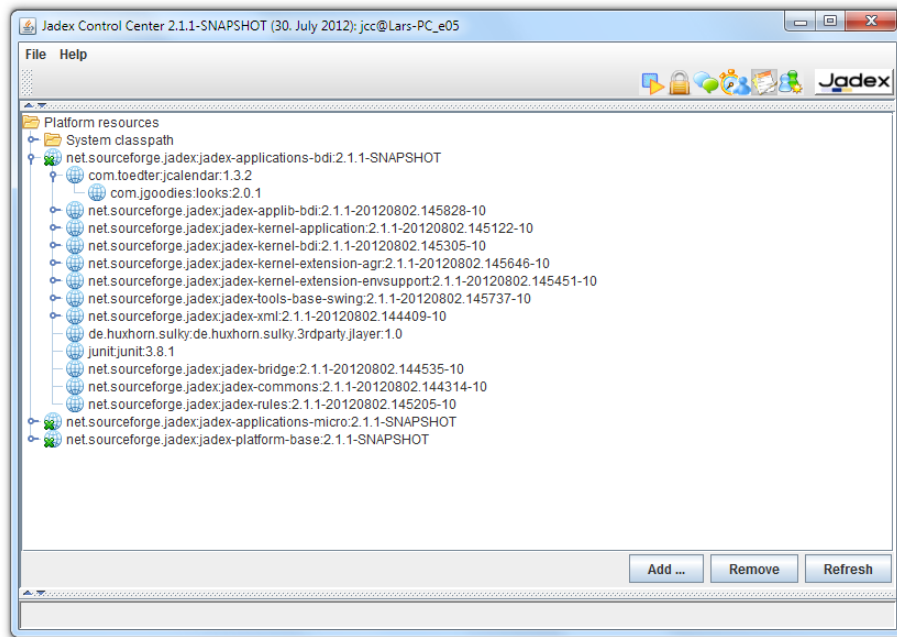 Jadex Control Center 2.1.1-SNAPSHOT (30. July 2012): jcc@Lars-PC_e05
File Help
Jadex
Platform resources
System classpath
net.sourceforge.jadex:jadex-applications-bdi:2.1.1-SNAPSHOT
com.toedter:jcalendar:1.3.2
com.jgoodies:looks:2.0.1
net.sourceforge.jadex:jadex-applib-bdi:2.1.1-20120802.145828-10
net.sourceforge.jadex:jadex-kernel-application:2.1.1-20120802.145122-10
net.sourceforge.jadex:jadex-kernel-bdi:2.1.1-20120802.145305-10
net.sourceforge.jadex:jadex-kernel-extension-agr:2.1.1-20120802.145646-10
net.sourceforge.jadex:jadex-kernel-extension-envsupport:2.1.1-20120802.145451-10
net.sourceforge.jadex:jadex-tools-base-swing:2.1.1-20120802.145737-10
net.sourceforge.jadex:jadex-xml:2.1.1-20120802.144409-10
de.huxhorn.sulky:de.huxhorn.sulky.3rdparty.jlayer:1.0
junit:junit:3.8.1
net.sourceforge.jadex:jadex-bridge:2.1.1-20120802.144535-10
net.sourceforge.jadex:jadex-commons:2.1.1-20120802.144314-10
net.sourceforge.jadex:jadex-rules:2.1.1-20120802.145205-10
net.sourceforge.jadex:jadex-applications-micro:2.1.1-SNAPSHOT
net.sourceforge.jadex:jadex-platform-base:2.1.1-SNAPSHOT
Add ... Remove Refresh